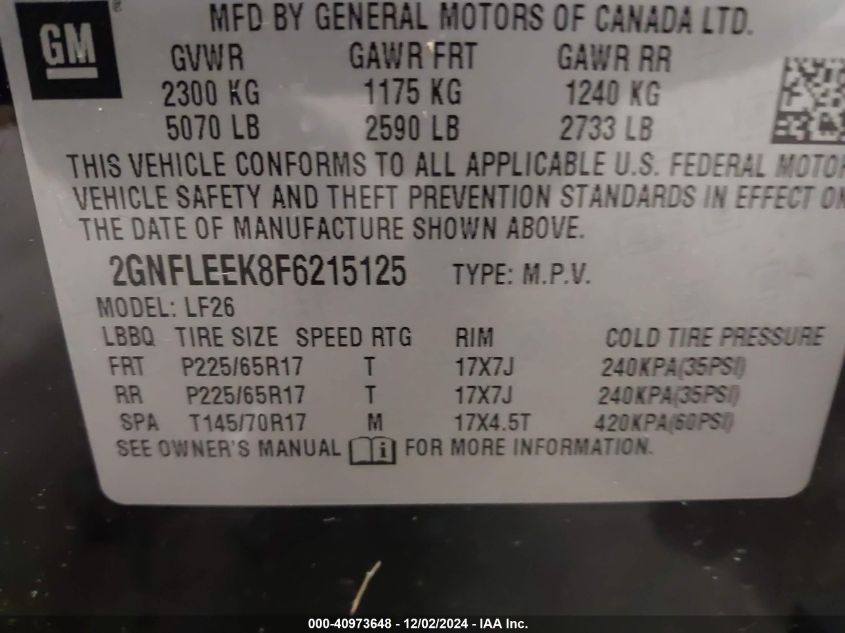 GM
MFD BY GENERAL MOTORS OF CANADA LTD.
GVWR GAWR FRT GAWR RR
2300 KG 1175 KG 1240 KG
5070 LB 2590 LB 2733 LB
THIS VEHICLE CONFORMS TO ALL APPLICABLE U.S. FEDERAL MOTOR
VEHICLE SAFETY AND THEFT PREVENTION STANDARDS IN EFFECT ON
THE DATE OF MANUFACTURE SHOWN ABOVE.
2GNFLEEK8F6215125 TYPE: M.P.V.
MODEL: LF26
LBBQ TIRE SIZE SPEED RTG RIM COLD TIRE PRESSURE
FRT P225/65R17 T 17X7J 240KPA(35PSI)
RR P225/65R17 T 17X7J 240KPA(35PSI)
SPA T145/70R17 M 17X4.5T 420KPA(60PSI)
SEE OWNER'S MANUAL i FOR MORE INFORMATION.
000-40973648 - 12/02/2024 - IAA Inc.